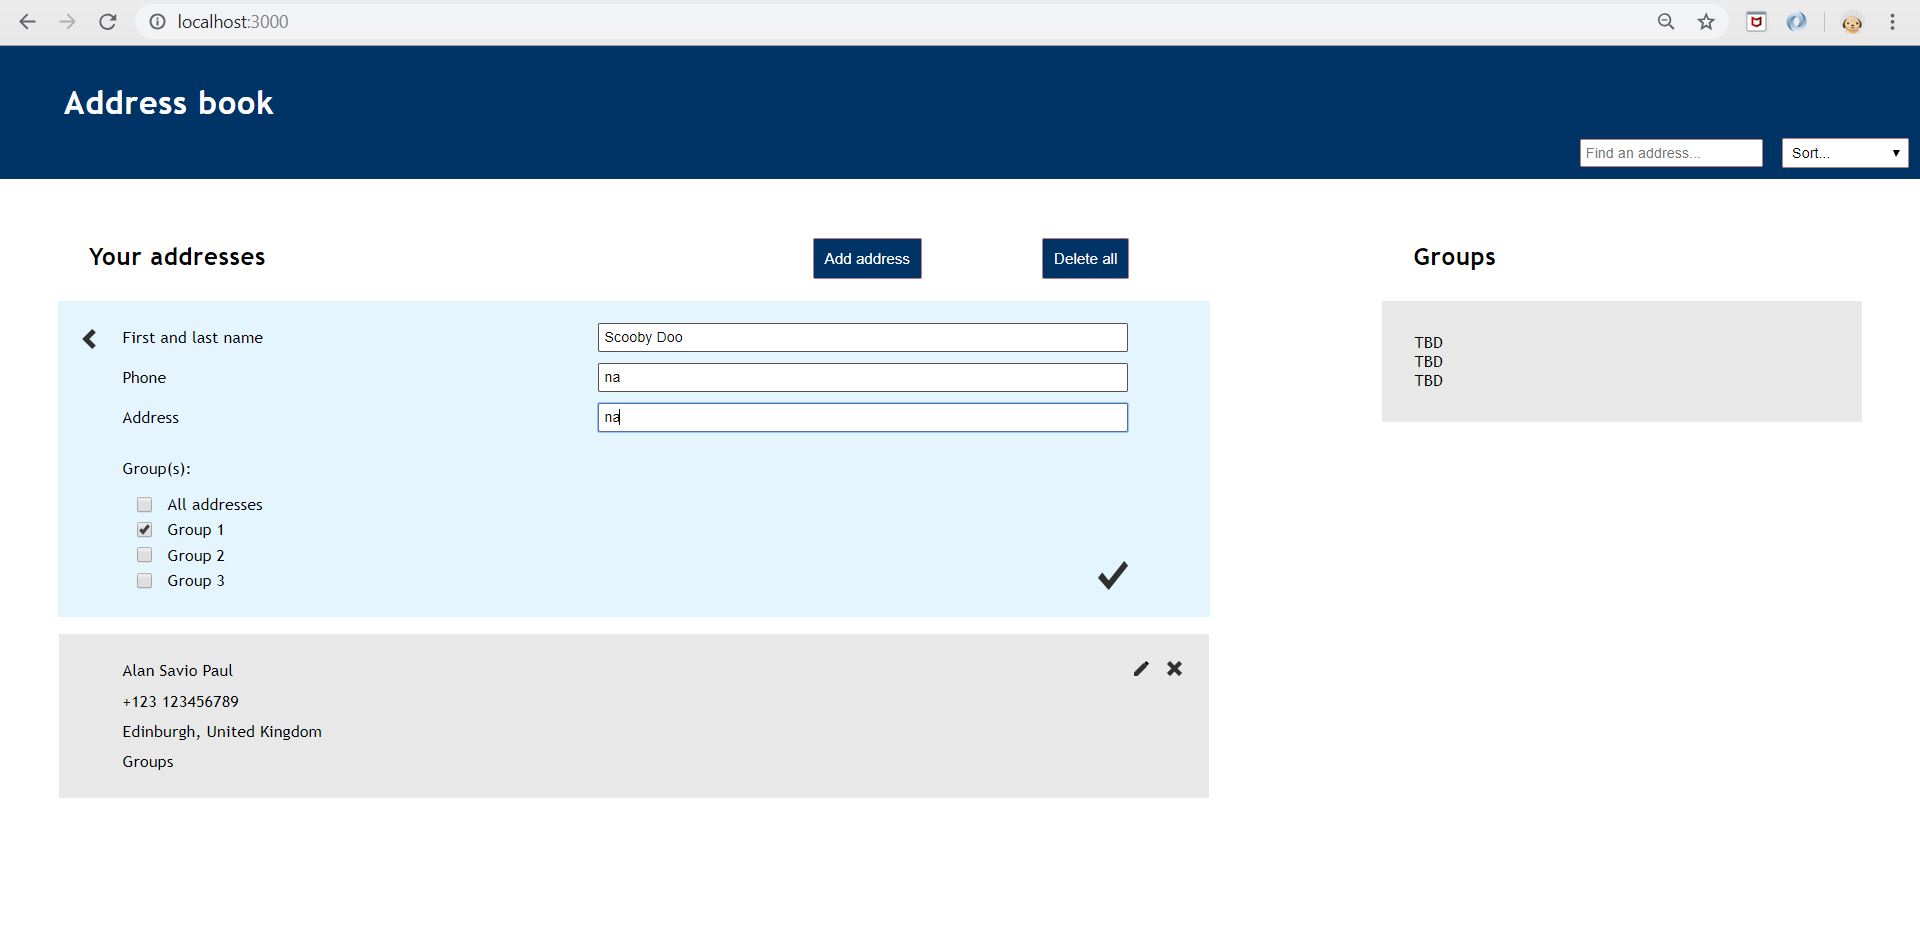 localhost:3000
Address book
Find an address...
Sort...
Your addresses
Add address
Delete all
Groups
First and last name
Scooby Doo
Phone
na
Address
na
Group(s):
All addresses
Group 1
Group 2
Group 3
TBD
TBD
TBD
Alan Savio Paul
+123 123456789
Edinburgh, United Kingdom
Groups